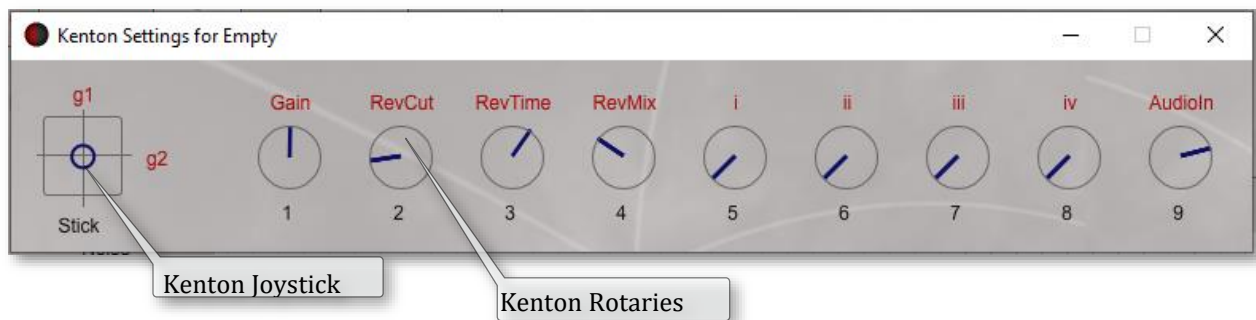 Kenton Settings for Empty
g1
Gain RevCut RevTime RevMix i ii iii iv AudioIn
g2
1 2 3 4 5 6 7 8 9
Stick
Kenton Joystick
Kenton Rotaries